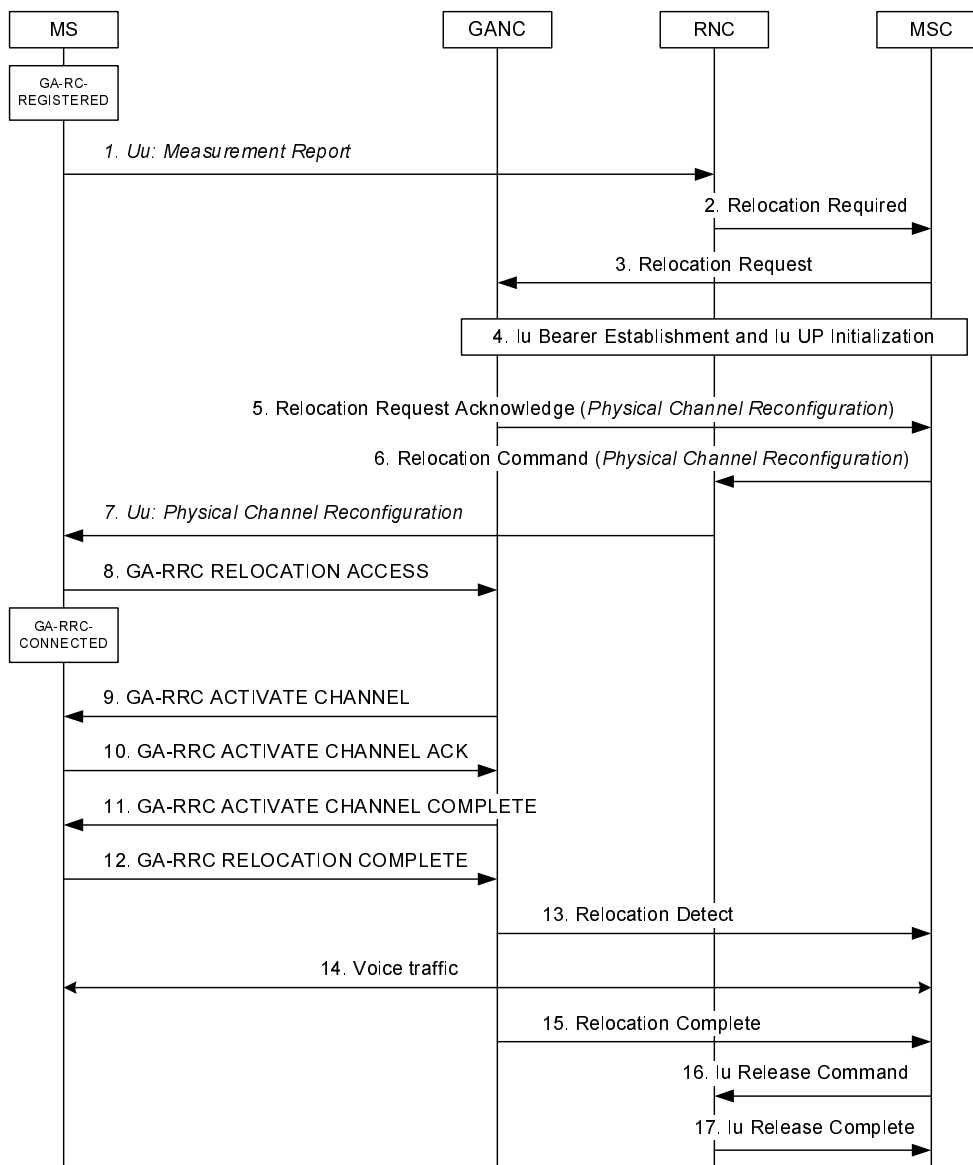 MS
GANC
RNC
MSC
GA-RC-
REGISTERED
1. Uu: Measurement Report
2. Relocation Required
3. Relocation Request
4. Iu Bearer Establishment and Iu UP Initialization
5. Relocation Request Acknowledge (Physical Channel Reconfiguration)
6. Relocation Command (Physical Channel Reconfiguration)
7. Uu: Physical Channel Reconfiguration
8. GA-RRC RELOCATION ACCESS
GA-RRC-
CONNECTED
9. GA-RRC ACTIVATE CHANNEL
10. GA-RRC ACTIVATE CHANNEL ACK
11. GA-RRC ACTIVATE CHANNEL COMPLETE
12. GA-RRC RELOCATION COMPLETE
13. Relocation Detect
14. Voice traffic
15. Relocation Complete
16. Iu Release Command
17. Iu Release Complete